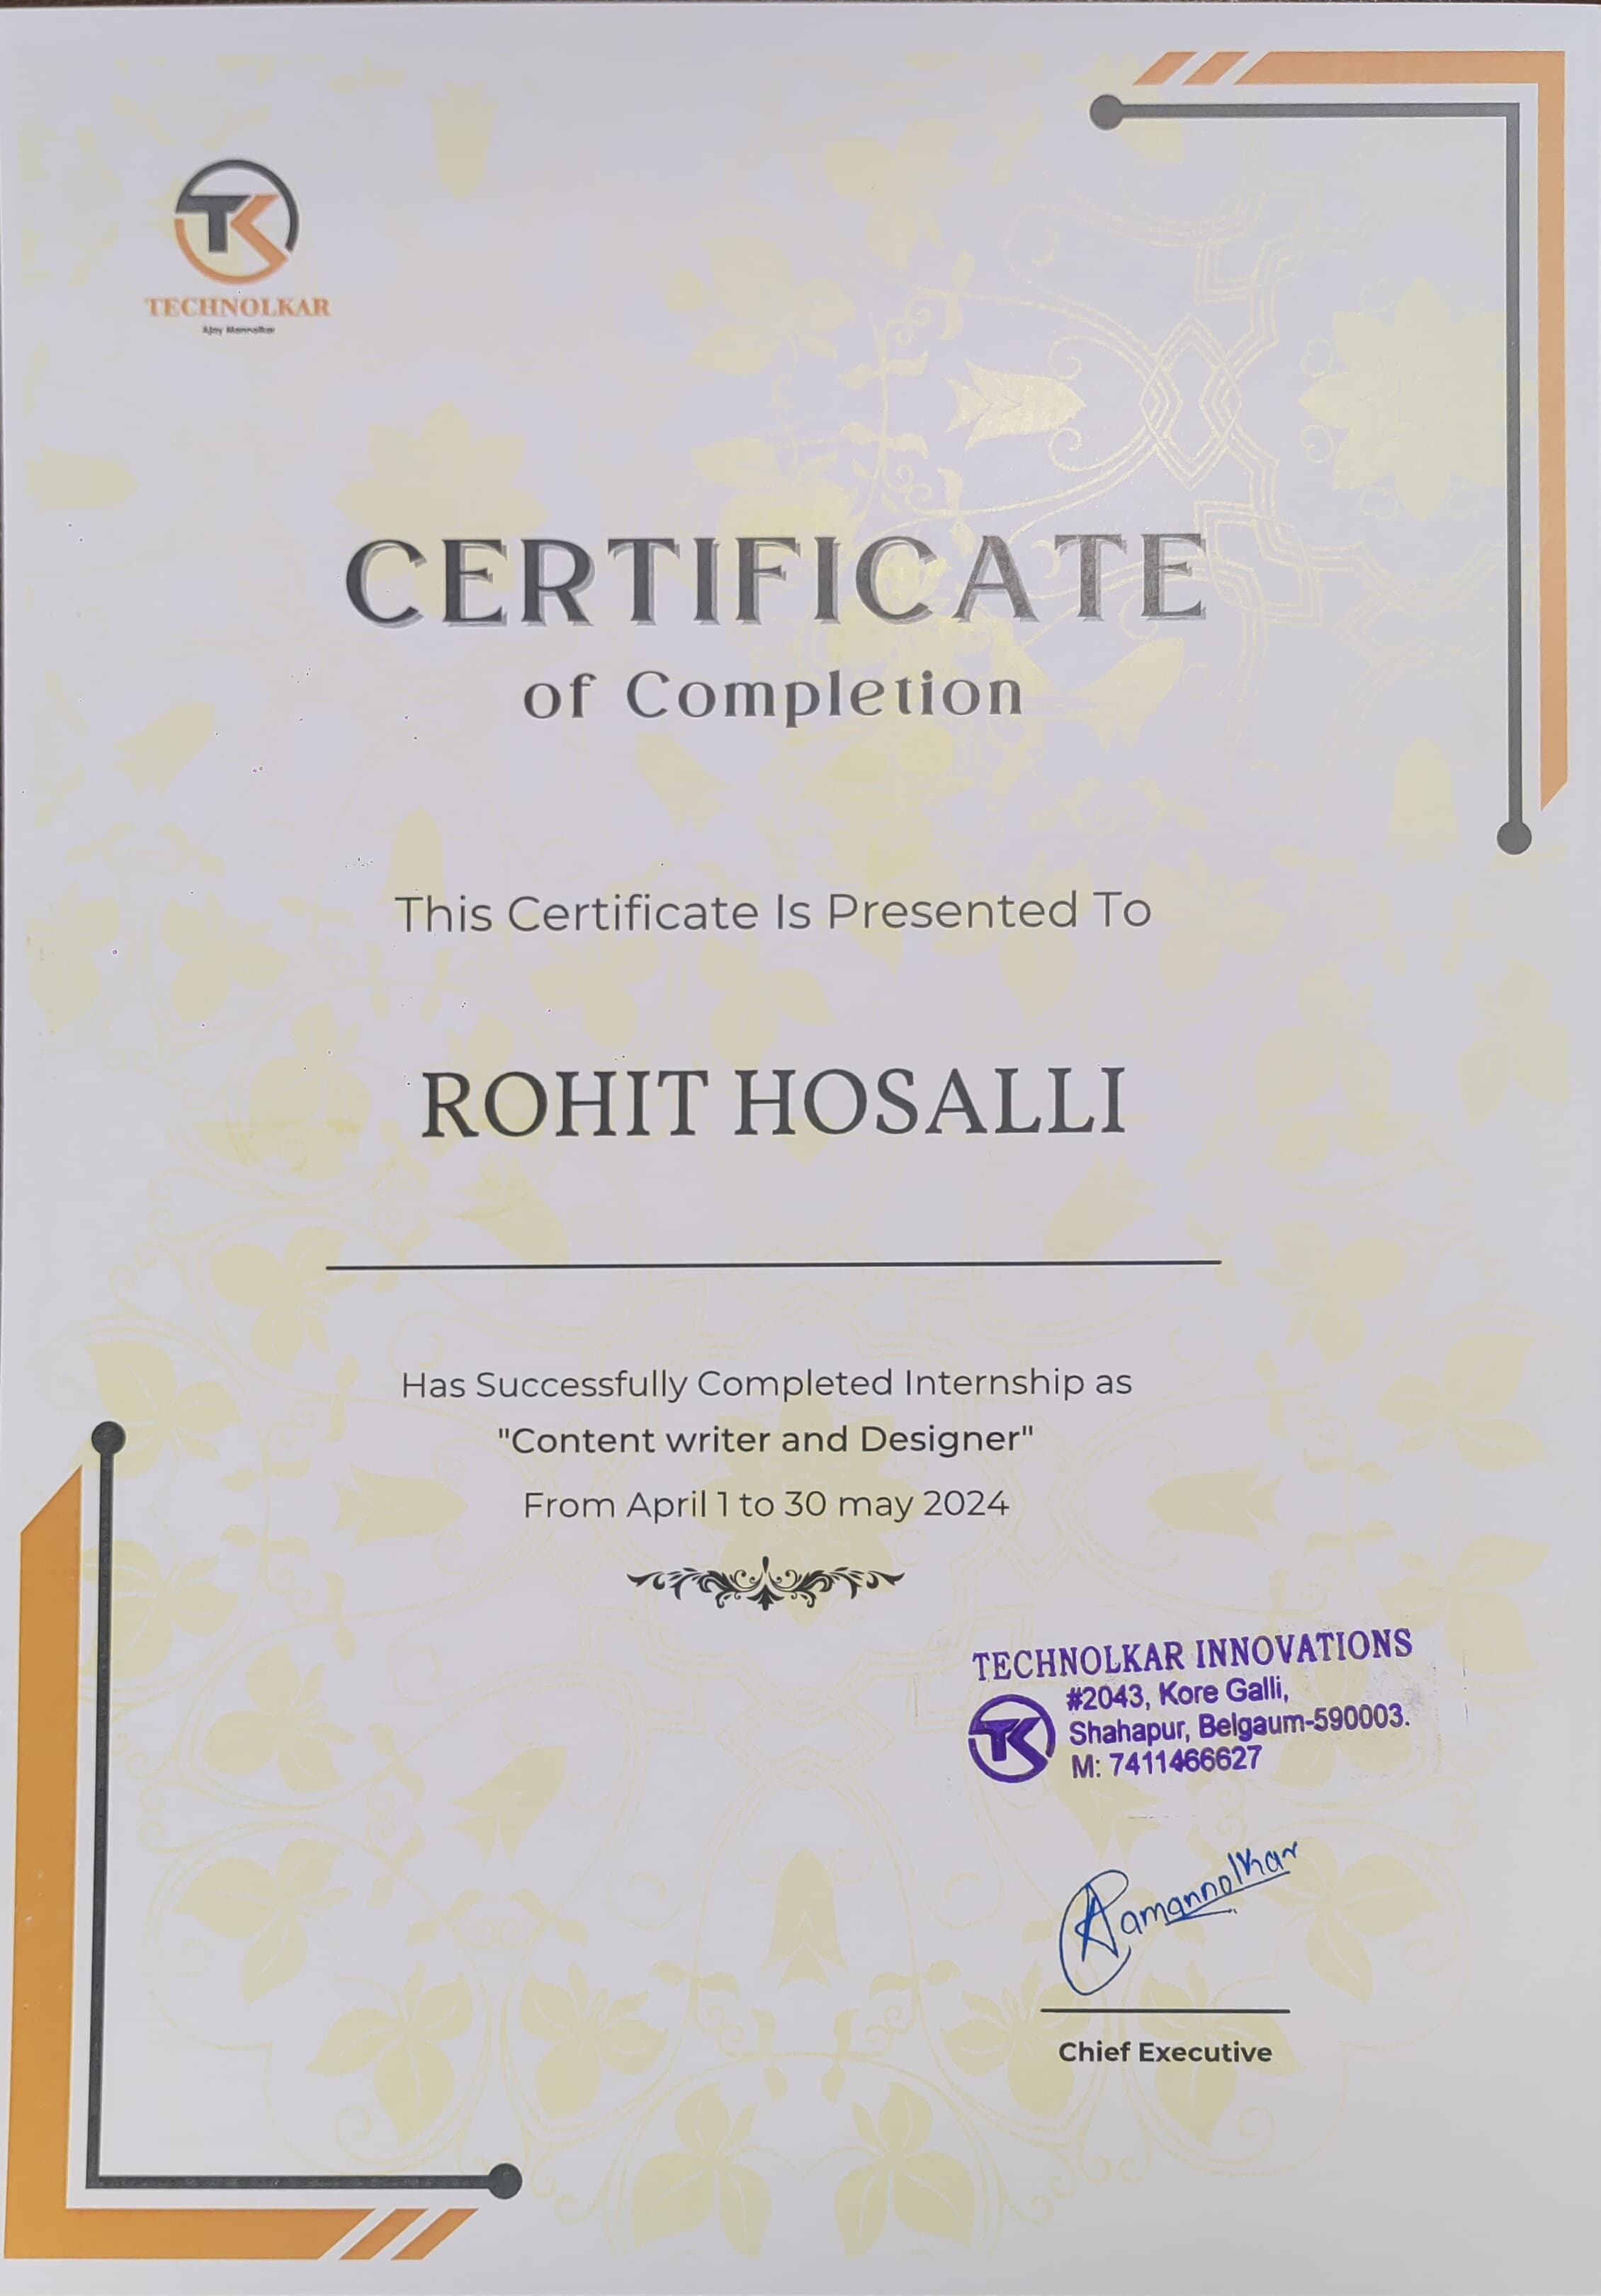 TK
TECHNOLKAR
Ajay Mannolkar
CERTIFICATE
of Completion
This Certificate Is Presented To
ROHIT HOSALLI
Has Successfully Completed Internship as
"Content writer and Designer"
From April 1 to 30 may 2024
TECHNOLKAR INNOVATIONS
#2043, Kore Galli,
TK
Shahapur, Belgaum-590003.
M: 7411466627
Aamannolkar
Chief Executive